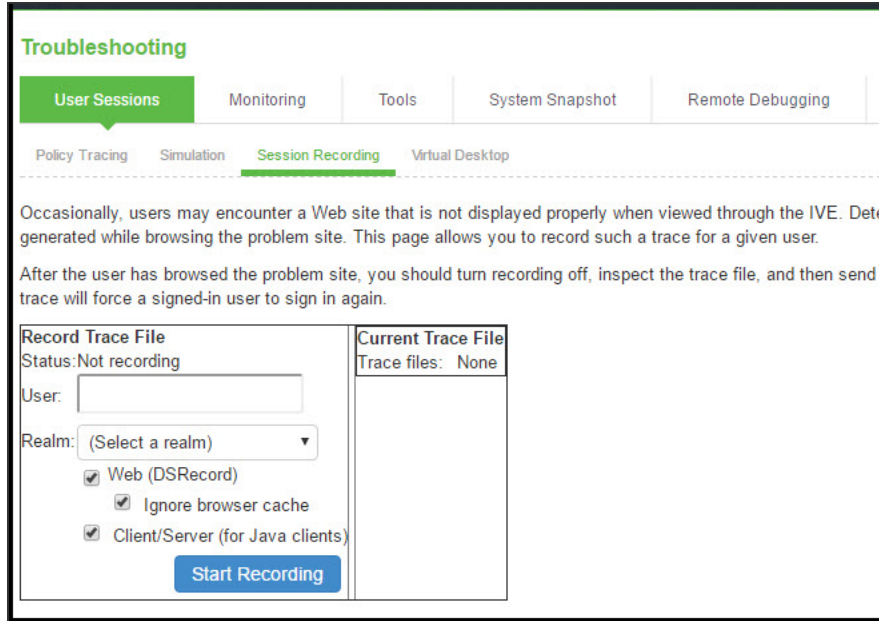 Troubleshooting
User Sessions Monitoring Tools System Snapshot Remote Debugging
Policy Tracing Simulation Session Recording Virtual Desktop
Occasionally, users may encounter a Web site that is not displayed properly when viewed through the IVE.
generated while browsing the problem site. This page allows you to record such a trace for a given user.
After the user has browsed the problem site, you should turn recording off, inspect the trace file, and then send
trace will force a signed-in user to sign in again.
Record Trace File
Status:Not recording
User:
Realm: (Select a realm)
Web (DSRecord)
Ignore browser cache
Client/Server (for Java clients)
Start Recording
Current Trace File
Trace files: None